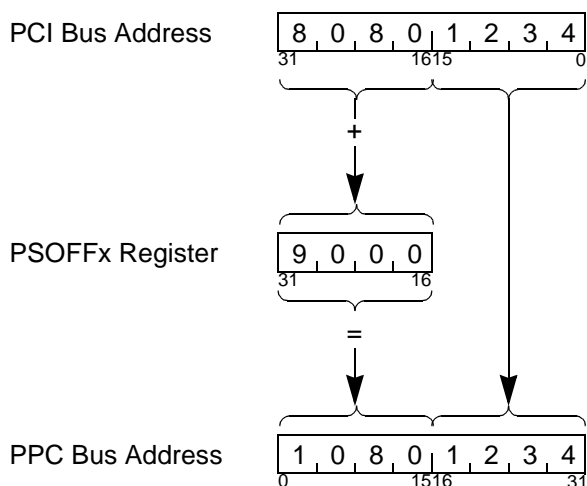 PCI Bus Address 8 0 8 0 1 2 3 4
31 16 15 0
+
PSOFFx Register 9 0 0 0
31 16
=
PPC Bus Address 1 0 8 0 1 2 3 4
0 15 16 31